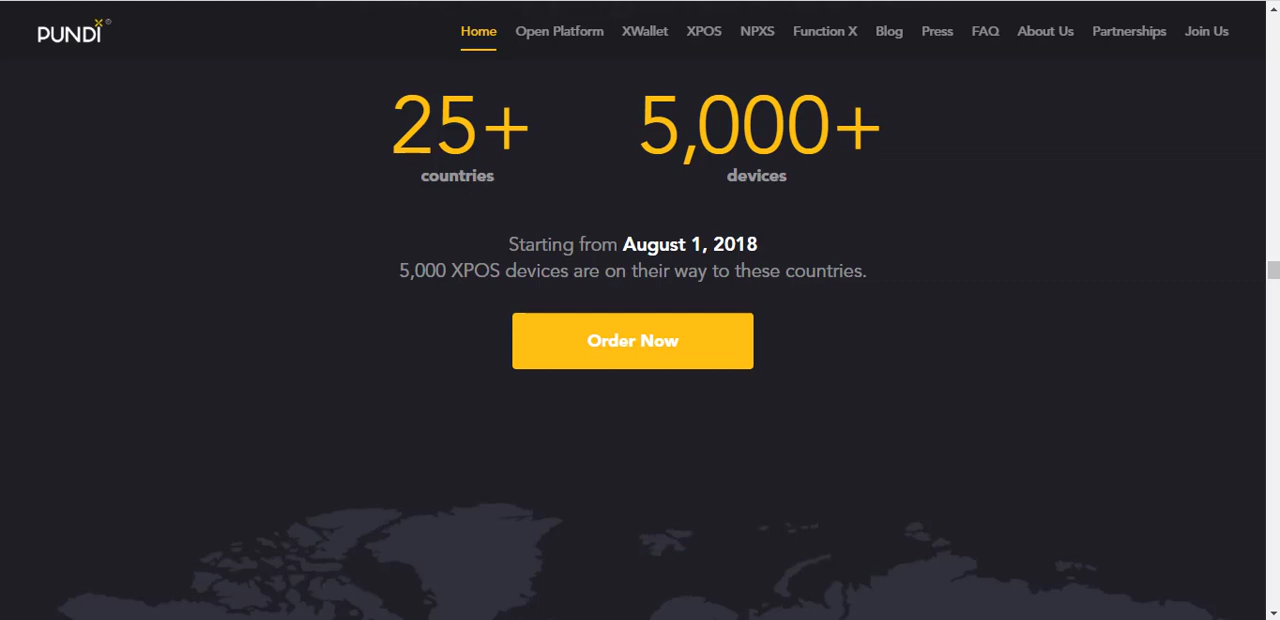 PUNDI X
Home Open Platform XWallet XPOS NPXS Function X Blog Press FAQ About Us Partnerships Join Us
25+ 5,000+
countries devices
Starting from August 1, 2018
5,000 XPOS devices are on their way to these countries.
Order Now